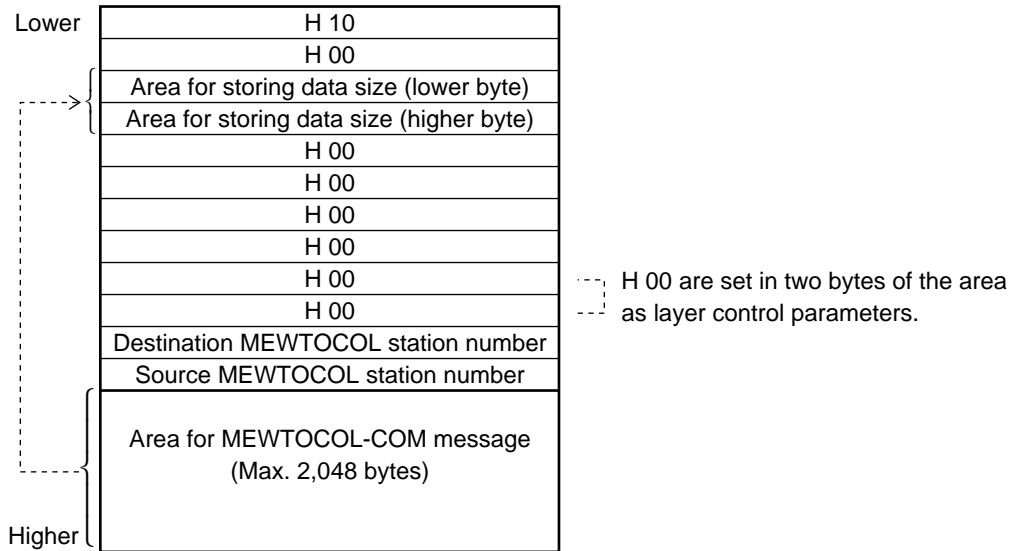 Lower
H 10
H 00
Area for storing data size (lower byte)
Area for storing data size (higher byte)
H 00
H 00
H 00
H 00
H 00
H 00
H 00 are set in two bytes of the area
as layer control parameters.
Destination MEWTOCOL station number
Source MEWTOCOL station number
Area for MEWTOCOL-COM message
(Max. 2,048 bytes)
Higher